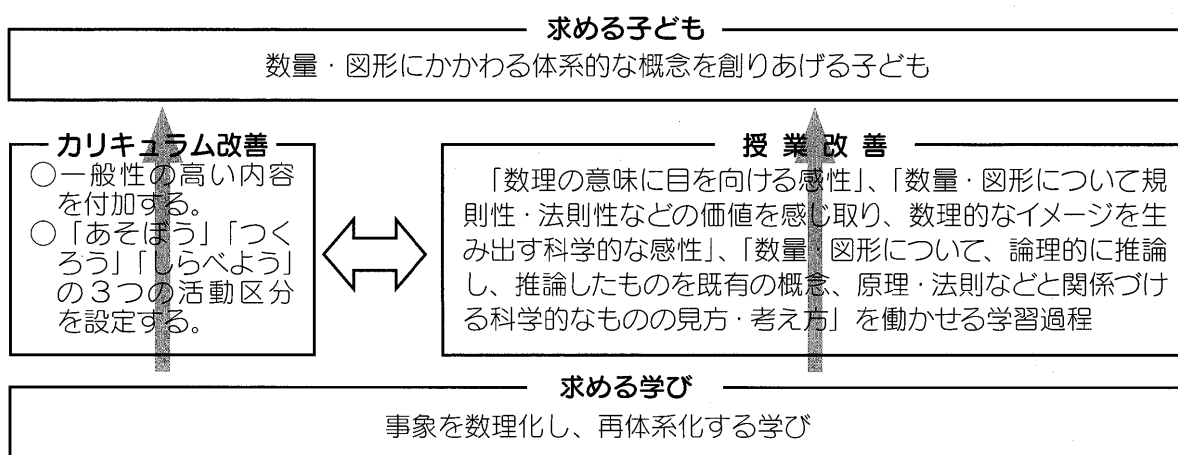 求める子ども
数量・図形にかかわる体系的な概念を創りあげる子ども
カリキュラム改善
○一般性の高い内容
を付加する。
○「あそぼう」「つく
ろう」「しらべよう」
の３つの活動区分
を設定する。
授業改善
「数理の意味に目を向ける感性」、「数量・図形について規
則性・法則性などの価値を感じ取り、数理的なイメージを生
み出す科学的な感性」、「数量・図形について、論理的に推論
し、推論したものを既有の概念、原理・法則などと関係づけ
る科学的なものの見方・考え方」を働かせる学習過程
求める学び
事象を数理化し、再体系化する学び